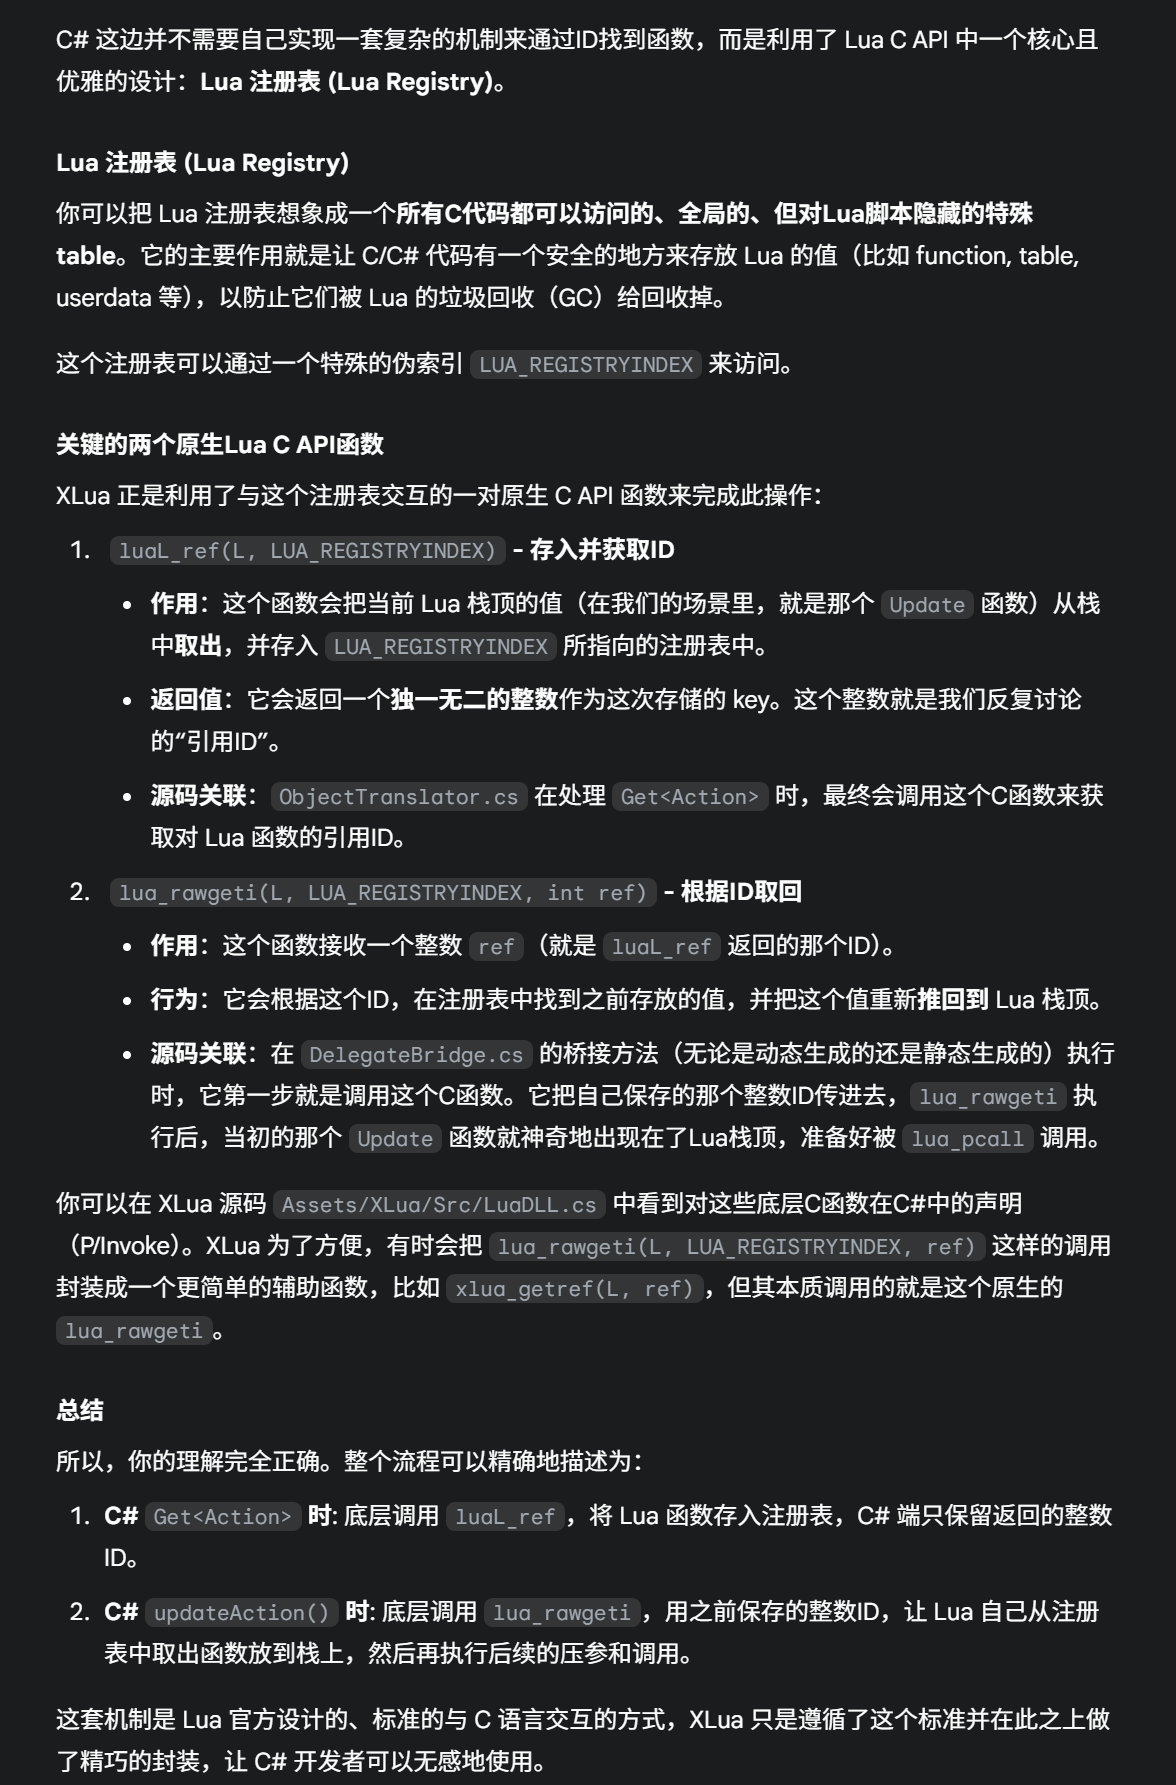 C# 这边并不需要自己实现一套复杂的机制来通过ID找到函数，而是利用了 Lua C API 中一个核心且
优雅的设计：Lua 注册表 (Lua Registry)。
Lua 注册表 (Lua Registry)
你可以把 Lua 注册表想象成一个所有C代码都可以访问的、全局的、但对Lua脚本隐藏的特殊
table。它的主要作用就是让 C/C# 代码有一个安全的地方来存放 Lua 的值（比如 function, table,
userdata 等），以防止它们被 Lua 的垃圾回收（GC）给回收掉。
这个注册表可以通过一个特殊的伪索引 LUA_REGISTRYINDEX 来访问。
关键的两个原生Lua C API函数
XLua 正是利用了与这个注册表交互的一对原生 C API 函数来完成此操作：
1. luaL_ref(L, LUA_REGISTRYINDEX) - 存入并获取ID
• 作用：这个函数会把当前 Lua 栈顶的值（在我们的场景里，就是那个 Update 函数）从栈
中取出，并存入 LUA_REGISTRYINDEX 所指向的注册表中。
• 返回值：它会返回一个独一无二的整数作为这次存储的 key。这个整数就是我们反复讨论
的“引用ID”。
• 源码关联：ObjectTranslator.cs 在处理 Get<Action> 时，最终会调用这个C函数来获
取对 Lua 函数的引用ID。
2. lua_rawgeti(L, LUA_REGISTRYINDEX, int ref) - 根据ID取回
• 作用：这个函数接收一个整数 ref （就是 luaL_ref 返回的那个ID）。
• 行为：它会根据这个ID，在注册表中找到之前存放的值，并把这个值重新推回到 Lua 栈顶。
• 源码关联：在 DelegateBridge.cs 的桥接方法（无论是动态生成的还是静态生成的）执行
时，它第一步就是调用这个C函数。它把自己保存的那个整数ID传进去， lua_rawgeti 执
行后，当初的那个 Update 函数就神奇地出现在了Lua栈顶，准备好被 lua_pcall 调用。
你可以在 XLua 源码 Assets/XLua/Src/LuaDLL.cs 中看到对这些底层C函数在C#中的声明
（P/Invoke）。XLua 为了方便，有时会把 lua_rawgeti(L, LUA_REGISTRYINDEX, ref) 这样的调用
封装成一个更简单的辅助函数，比如 xlua_getref(L, ref)，但其本质调用的就是这个原生的
lua_rawgeti。
总结
所以，你的理解完全正确。整个流程可以精确地描述为：
1. C# Get<Action> 时: 底层调用 luaL_ref，将 Lua 函数存入注册表，C# 端只保留返回的整数
ID。
2. C# updateAction() 时: 底层调用 lua_rawgeti，用之前保存的整数ID，让 Lua 自己从注册
表中取出函数放到栈上，然后再执行后续的压参和调用。
这套机制是 Lua 官方设计的、标准的与 C 语言交互的方式，XLua 只是遵循了这个标准并在此之上做
了精巧的封装，让 C# 开发者可以无感地使用。